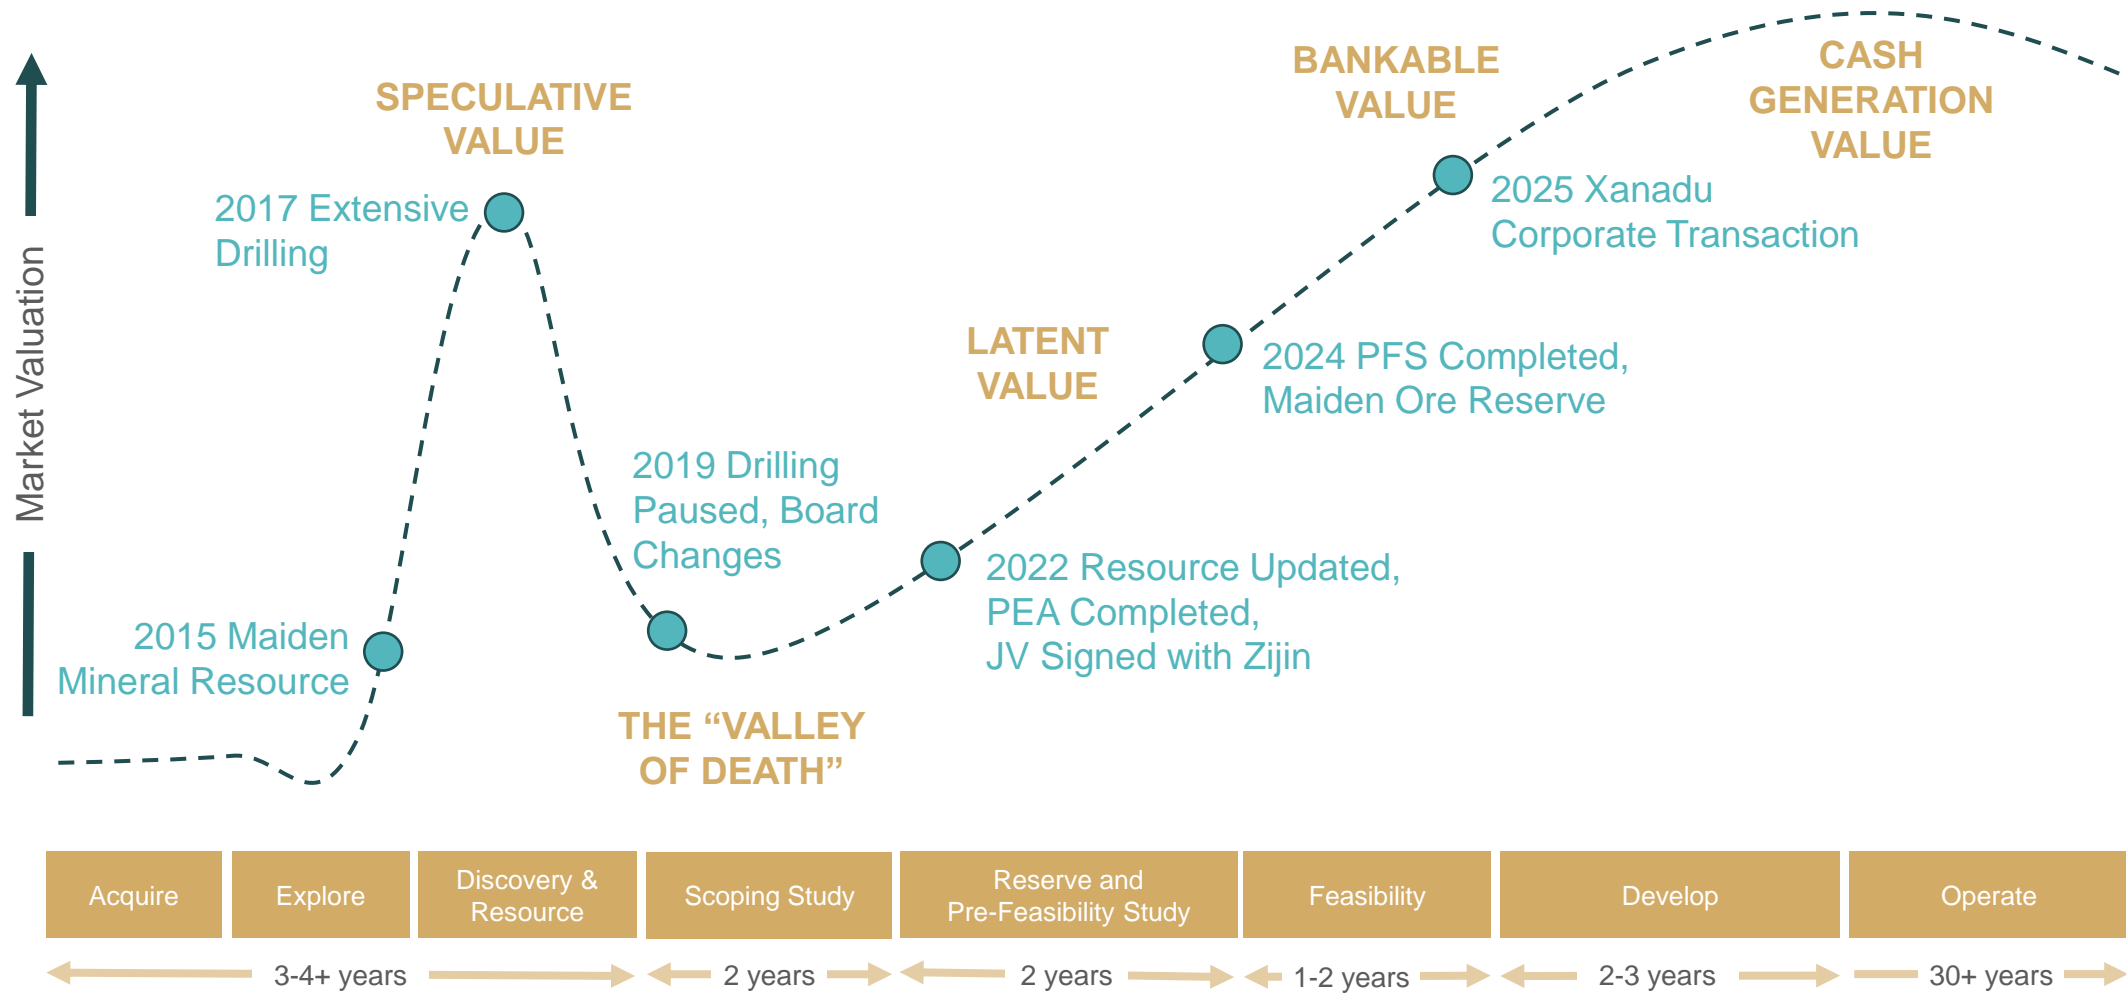 BANKABLE
VALUE
CASH
GENERATION
VALUE
SPECULATIVE
VALUE
2017 Extensive
Drilling
2025 Xanadu
Corporate Transaction
Market Valuation
LATENT
VALUE
2024 PFS Completed,
Maiden Ore Reserve
2019 Drilling
Paused, Board
Changes
2022 Resource Updated,
PEA Completed,
JV Signed with Zijin
2015 Maiden
Mineral Resource
THE “VALLEY
OF DEATH”
Acquire
Explore
Discovery &
Resource
Scoping Study
Reserve and
Pre-Feasibility Study
Feasibility
Develop
Operate
3-4+ years
2 years
2 years
1-2 years
2-3 years
30+ years